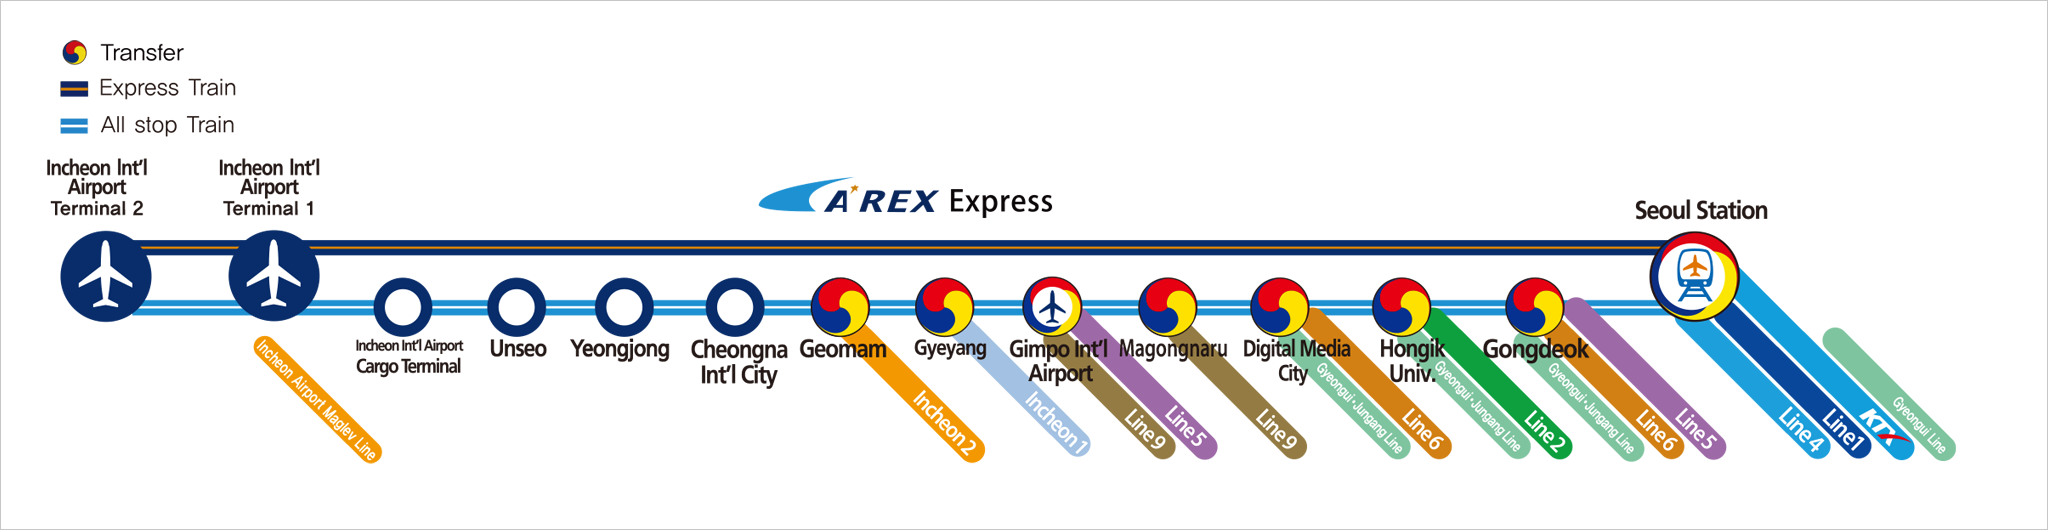 Transfer
Express Train
All stop Train
Incheon Int'l
Airport
Terminal 2
Incheon Int'l
Airport
Terminal 1
A'REX Express
Seoul Station
Incheon Int'l Airport
Cargo Terminal
Unseo
Yeongjong
Cheongna
Int'l City
Geomam
Gyeyang
Gimpo Int'l
Airport
Magongnaru
Digital Media
City
Hongik
Univ.
Gongdeok
Incheon Airport Maglev Line
Incheon 2
Incheon 1
Line9
Line5
Line9
Gyeongui·Jungang Line
Line6
Gyeongui·Jungang Line
Line2
Gyeongui·Jungang Line
Line6
Line5
Line4
Line1
KTX
Gyeongui Line